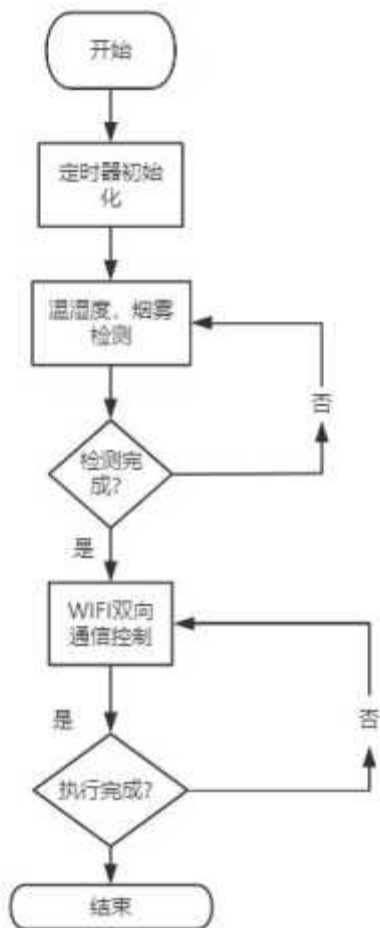 开始
定时器初始
化
温湿度、烟雾
检测
否
检测完
成?
是
WIFI双向
通信控制
是
否
执行完成?
结束